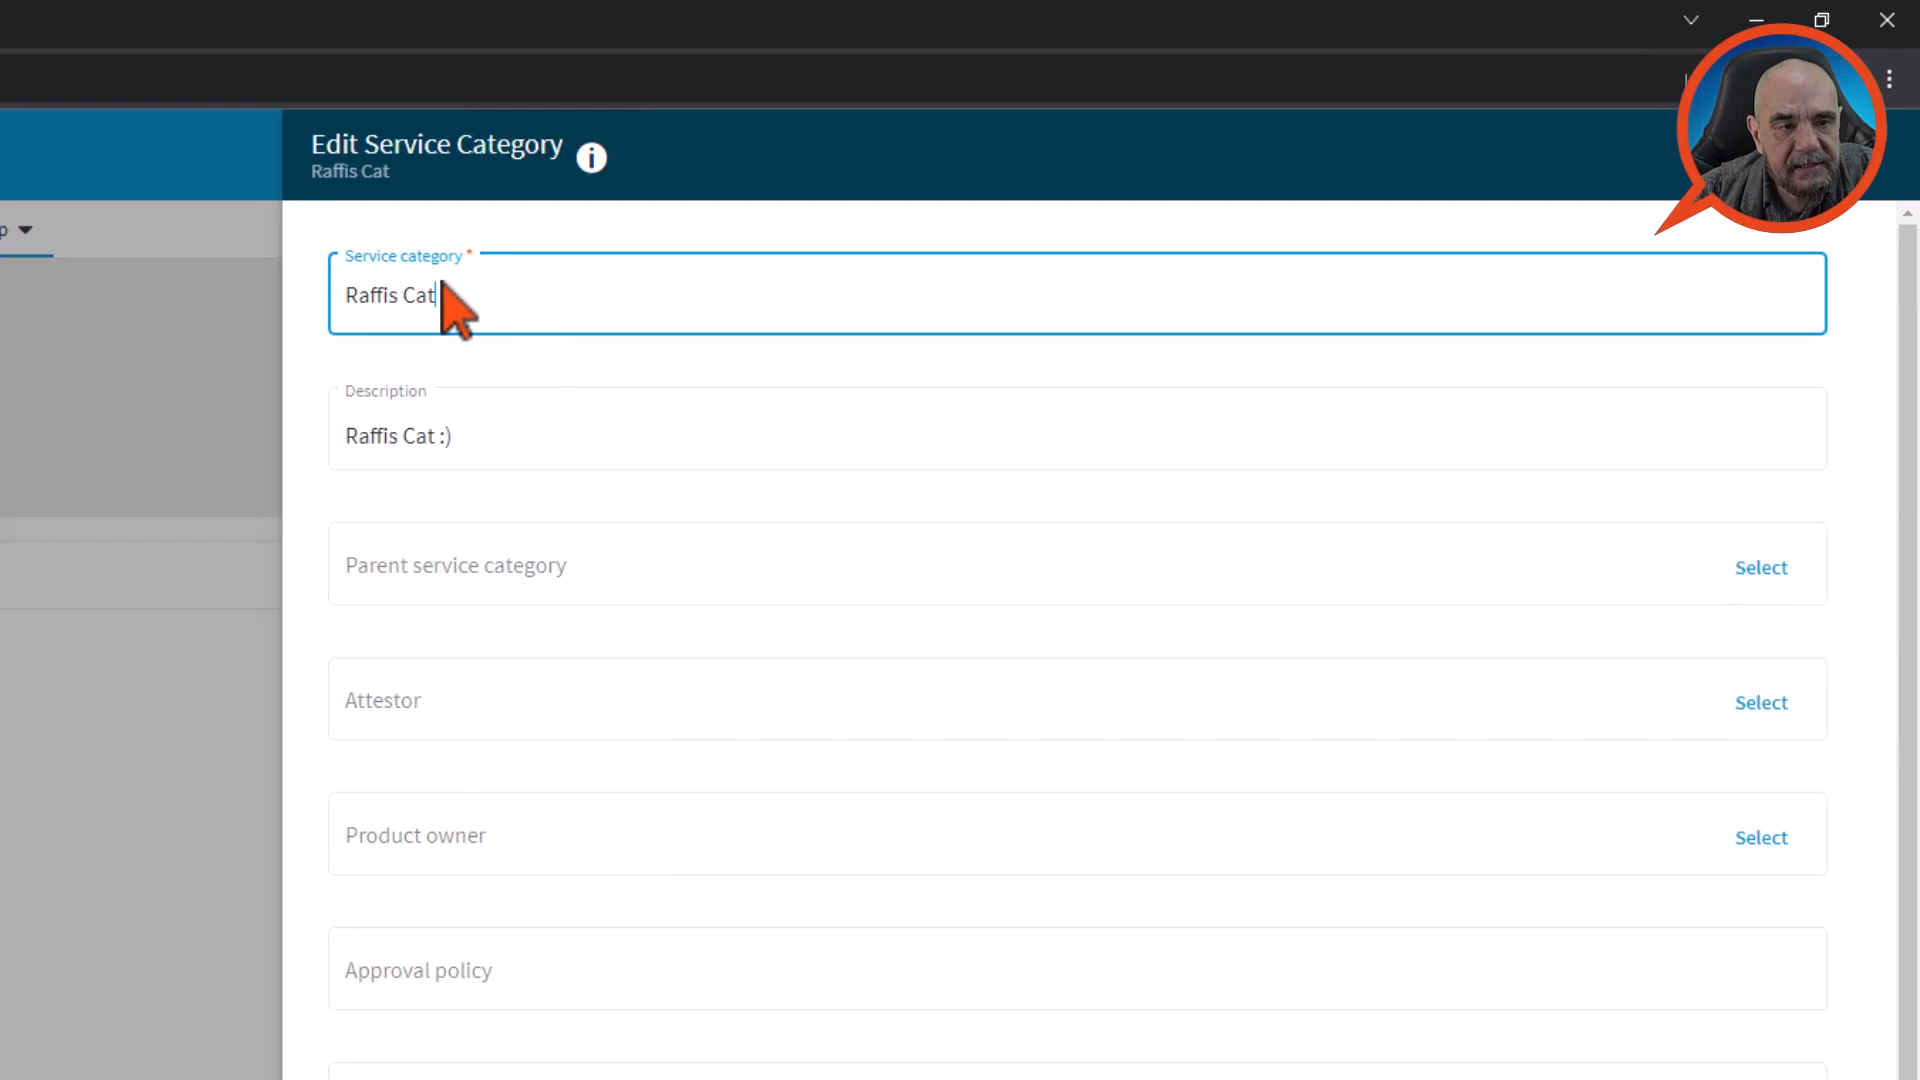 Edit Service Category
Raffis Cat
p
Service category *
Raffis Cat
Description
Raffis Cat :)
Parent service category
Select
Attestor
Select
Product owner
Select
Approval policy